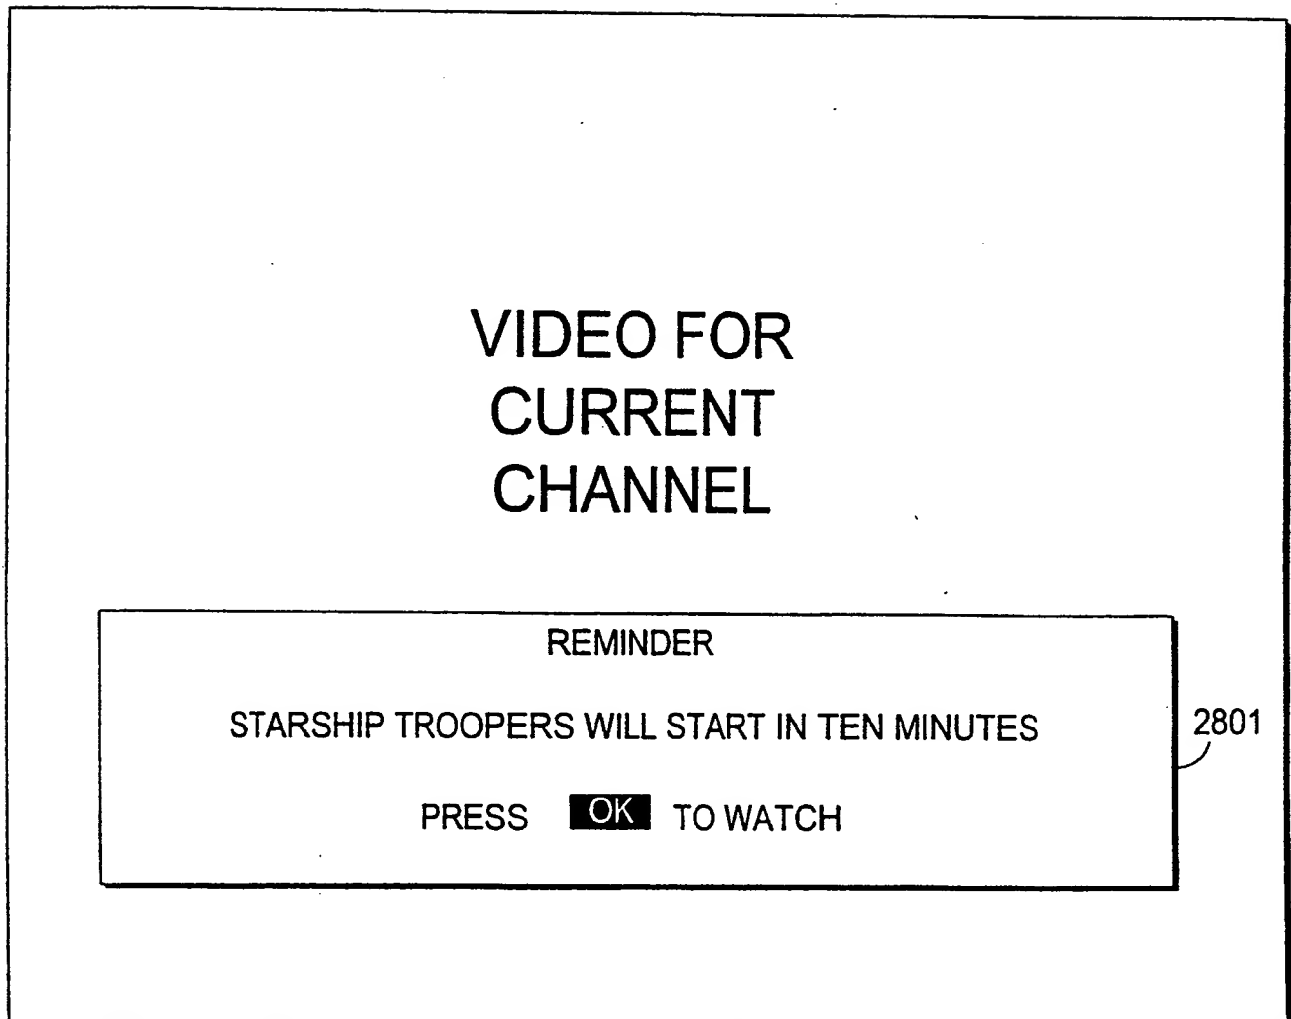 VIDEO FOR
CURRENT
CHANNEL
REMINDER
STARSHIP TROOPERS WILL START IN TEN MINUTES
2801
PRESS OK TO WATCH